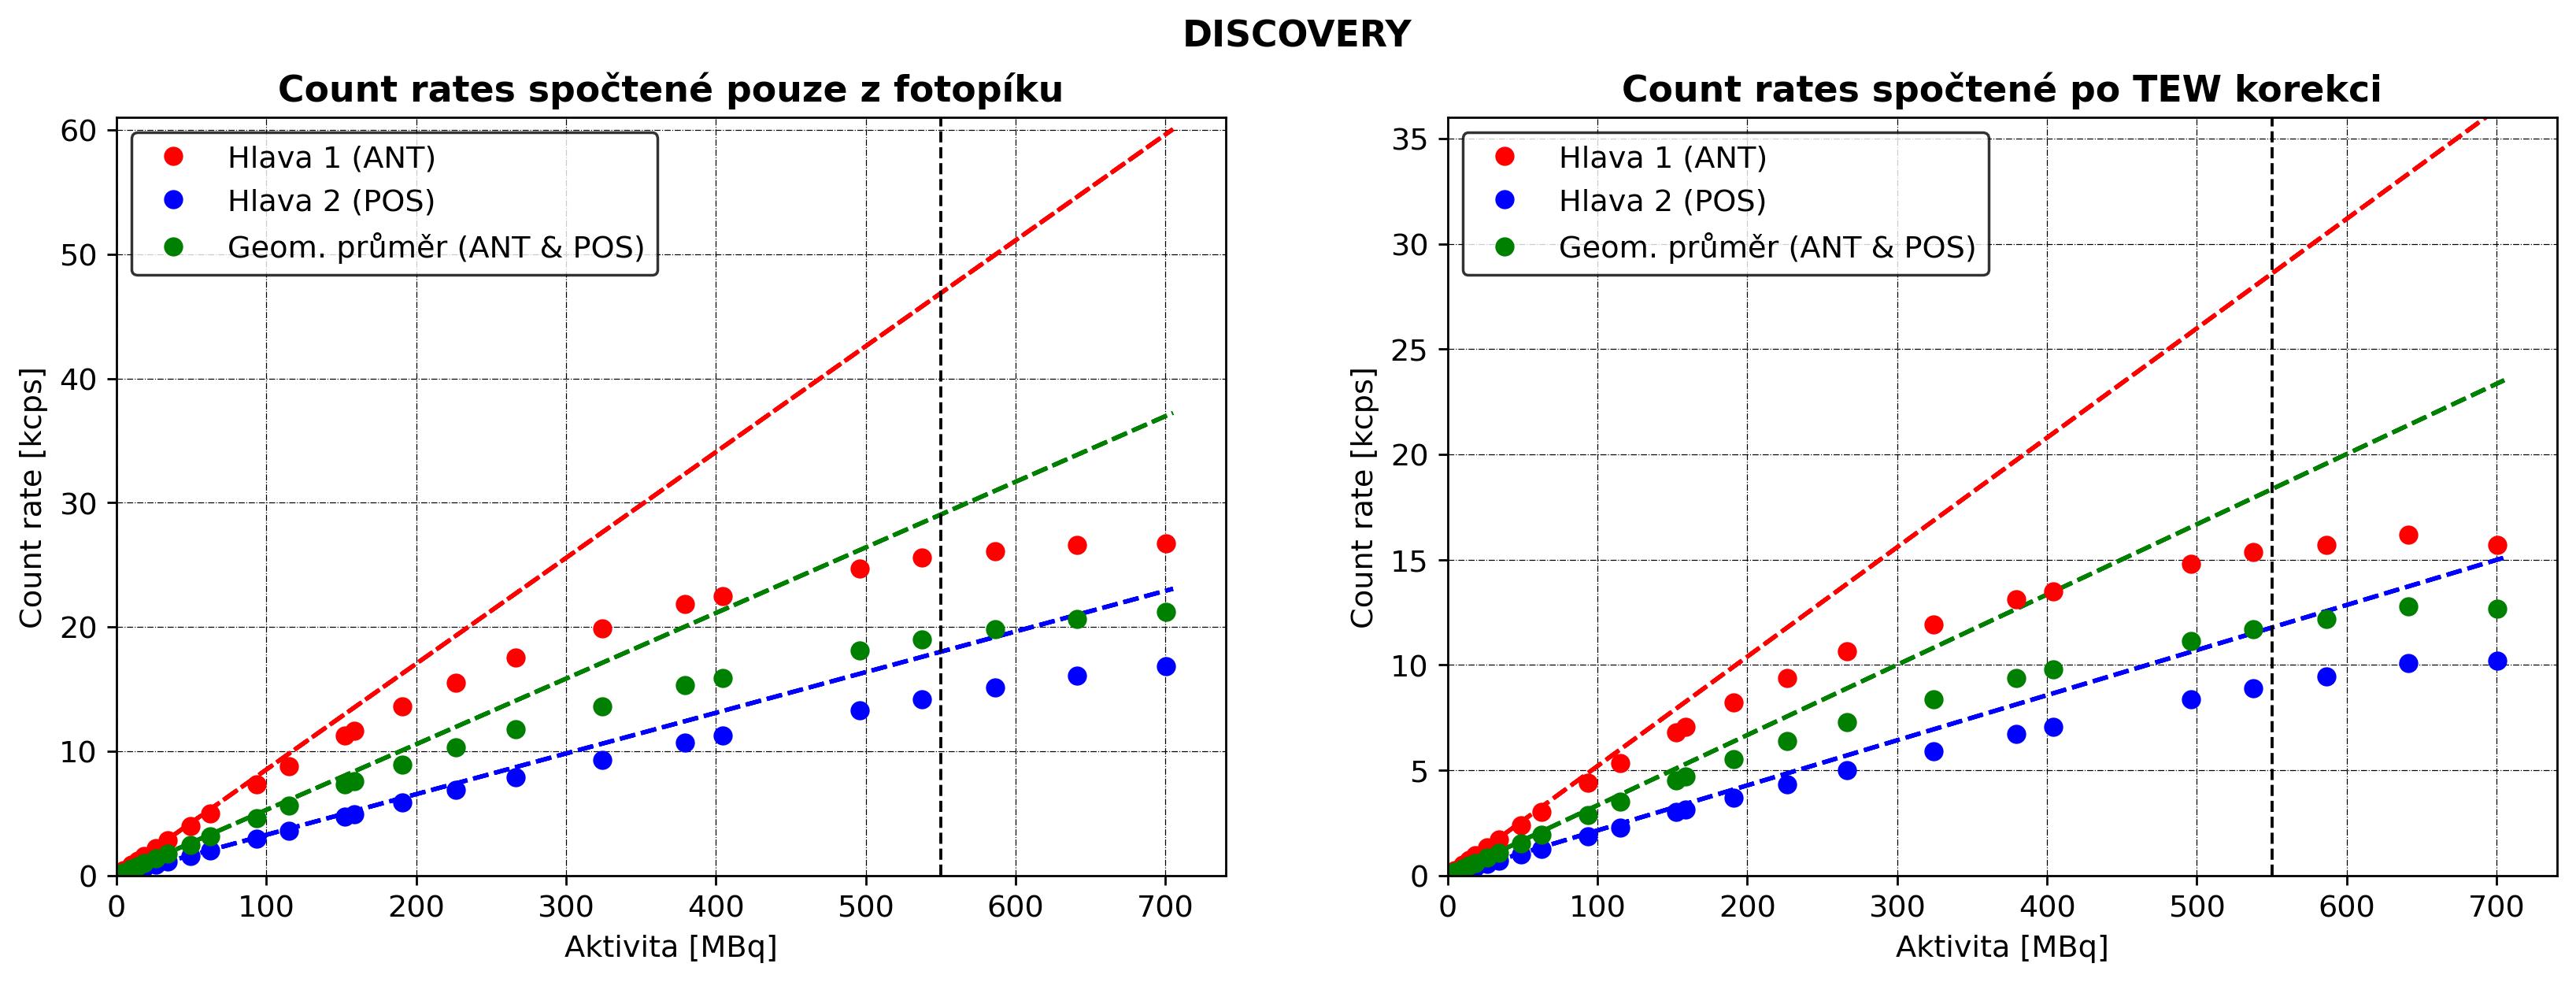 DISCOVERY
Count rates spočtené pouze z fotopíku
60
50
40
30
20
10
0
Count rate [kcps]
Hlava 1 (ANT)
Hlava 2 (POS)
Geom. průměr (ANT & POS)
0 100 200 300 400 500 600 700
Aktivita [MBq]
Count rates spočtené po TEW korekci
35
30
25
20
15
10
5
0
Count rate [kcps]
Hlava 1 (ANT)
Hlava 2 (POS)
Geom. průměr (ANT & POS)
0 100 200 300 400 500 600 700
Aktivita [MBq]